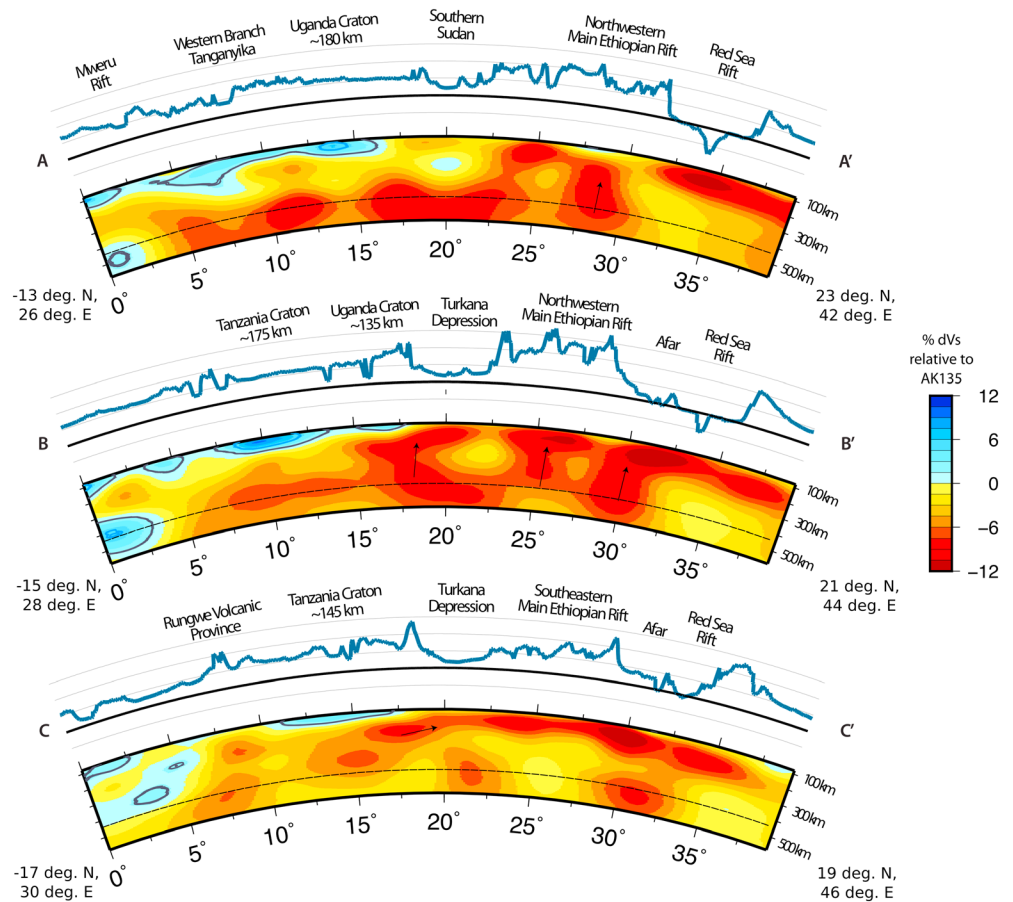 Mweru
Rift
Western Branch
Tanganyika
Uganda Craton
~180 km
Southern
Sudan
Northwestern
Main Ethiopian Rift
Red Sea
Rift
A
A'
100km
300km
500km
0°
5°
10°
15°
20°
25°
30°
35°
-13 deg. N,
26 deg. E
23 deg. N,
42 deg. E
Tanzania Craton
~175 km
Uganda Craton
~135 km
Turkana
Depression
Northwestern
Main Ethiopian Rift
Afar
Red Sea
Rift
B
B'
100km
300km
500km
0°
5°
10°
15°
20°
25°
30°
35°
-15 deg. N,
28 deg. E
21 deg. N,
44 deg. E
% dVs
relative to
AK135
12
6
0
−6
−12
Rungwe Volcanic
Province
Tanzania Craton
~145 km
Turkana
Depression
Southeastern
Main Ethiopian Rift
Afar
Red Sea
Rift
C
C'
100km
300km
500km
0°
5°
10°
15°
20°
25°
30°
35°
-17 deg. N,
30 deg. E
19 deg. N,
46 deg. E